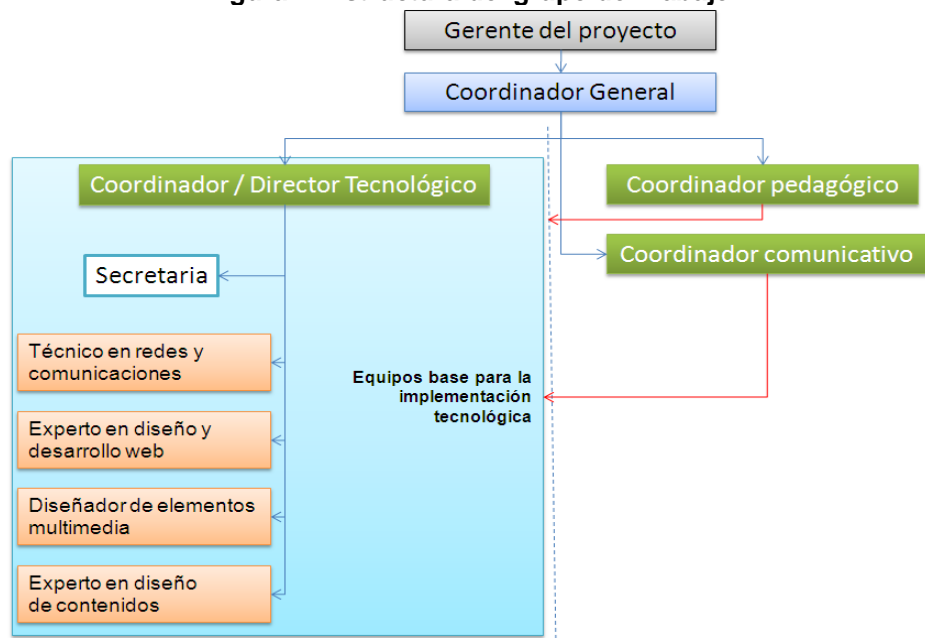 Gerente del proyecto
Coordinador General
Coordinador / Director Tecnológico
Coordinador pedagógico
Coordinador comunicativo
Secretaria
Técnico en redes y
comunicaciones
Equipos base para la
implementación
tecnológica
Experto en diseño y
desarrollo web
Diseñador de elementos
multimedia
Experto en diseño
de contenidos